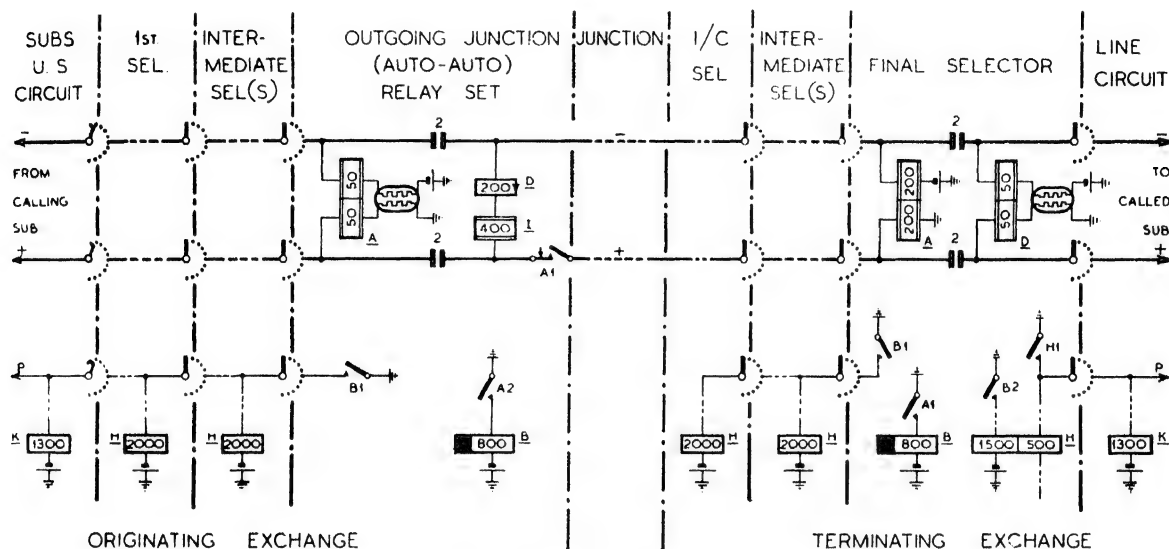 SUBS
U. S
CIRCUIT
1ST.
SEL.
INTER-
MEDIATE
SEL(S)
OUTGOING JUNCTION
(AUTO-AUTO)
RELAY SET
JUNCTION
I/C
SEL
INTER-
MEDIATE
SEL(S)
FINAL SELECTOR
LINE
CIRCUIT
−
2
−
2
−
FROM
CALLING
SUB
50
50
A
200
D
400
I
200
200
A
50
50
D
TO
CALLED
SUB
+
2
A1
+
2
+
P
B1
A2
B1
A1
B2
H1
P
K
1300
H
2000
H
2000
800
B
2000
H
2000
H
800
B
1500
500
H
1300
K
ORIGINATING EXCHANGE
TERMINATING EXCHANGE